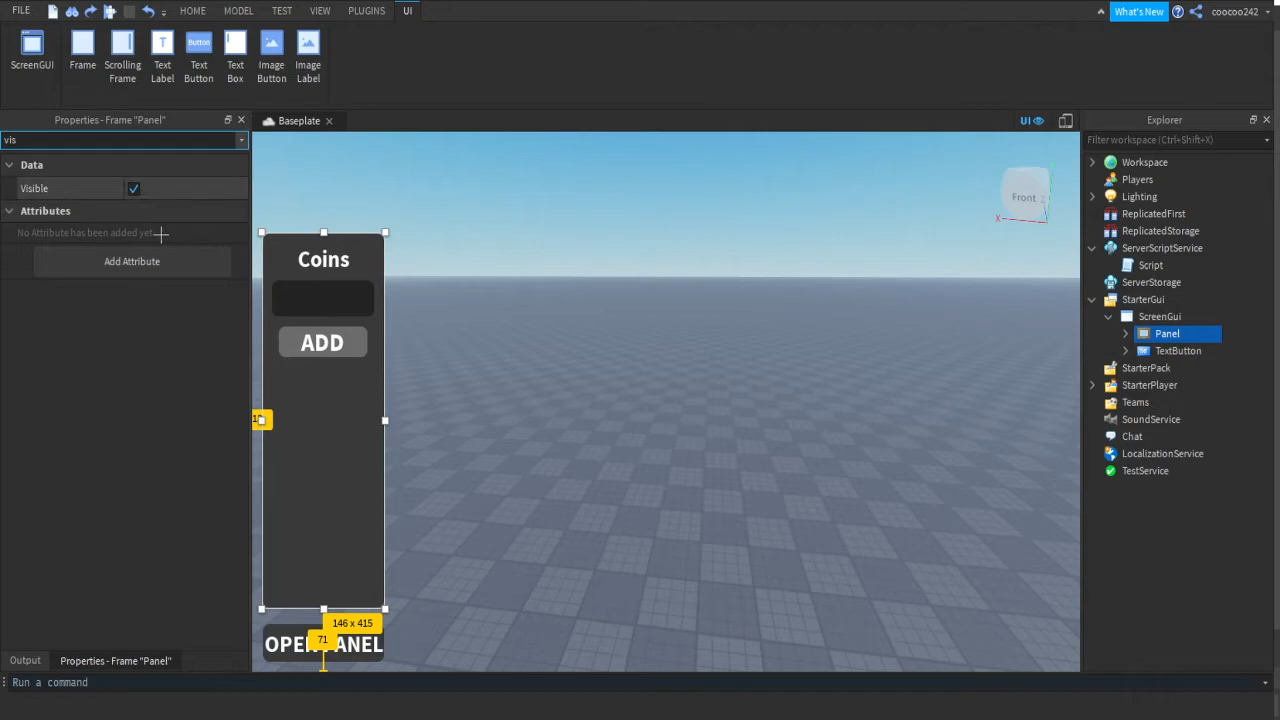 FILE HOME MODEL TEST VIEW PLUGINS UI What's New coocoo242
ScreenGUI Frame Scrolling Frame Text Label Button Text Button Text Box Image Button Image Label
Properties - Frame "Panel"
vis
Data
Visible
Attributes
No Attribute has been added yet
Add Attribute
Output Properties - Frame "Panel"
Run a command
Baseplate UI
Front
X
Coins
ADD
146 x 415
71
OPEN PANEL
Explorer
Filter workspace (Ctrl+Shift+X)
Workspace
Players
Lighting
ReplicatedFirst
ReplicatedStorage
ServerScriptService
Script
ServerStorage
StarterGui
ScreenGui
Panel
TextButton
StarterPack
StarterPlayer
Teams
SoundService
Chat
LocalizationService
TestService